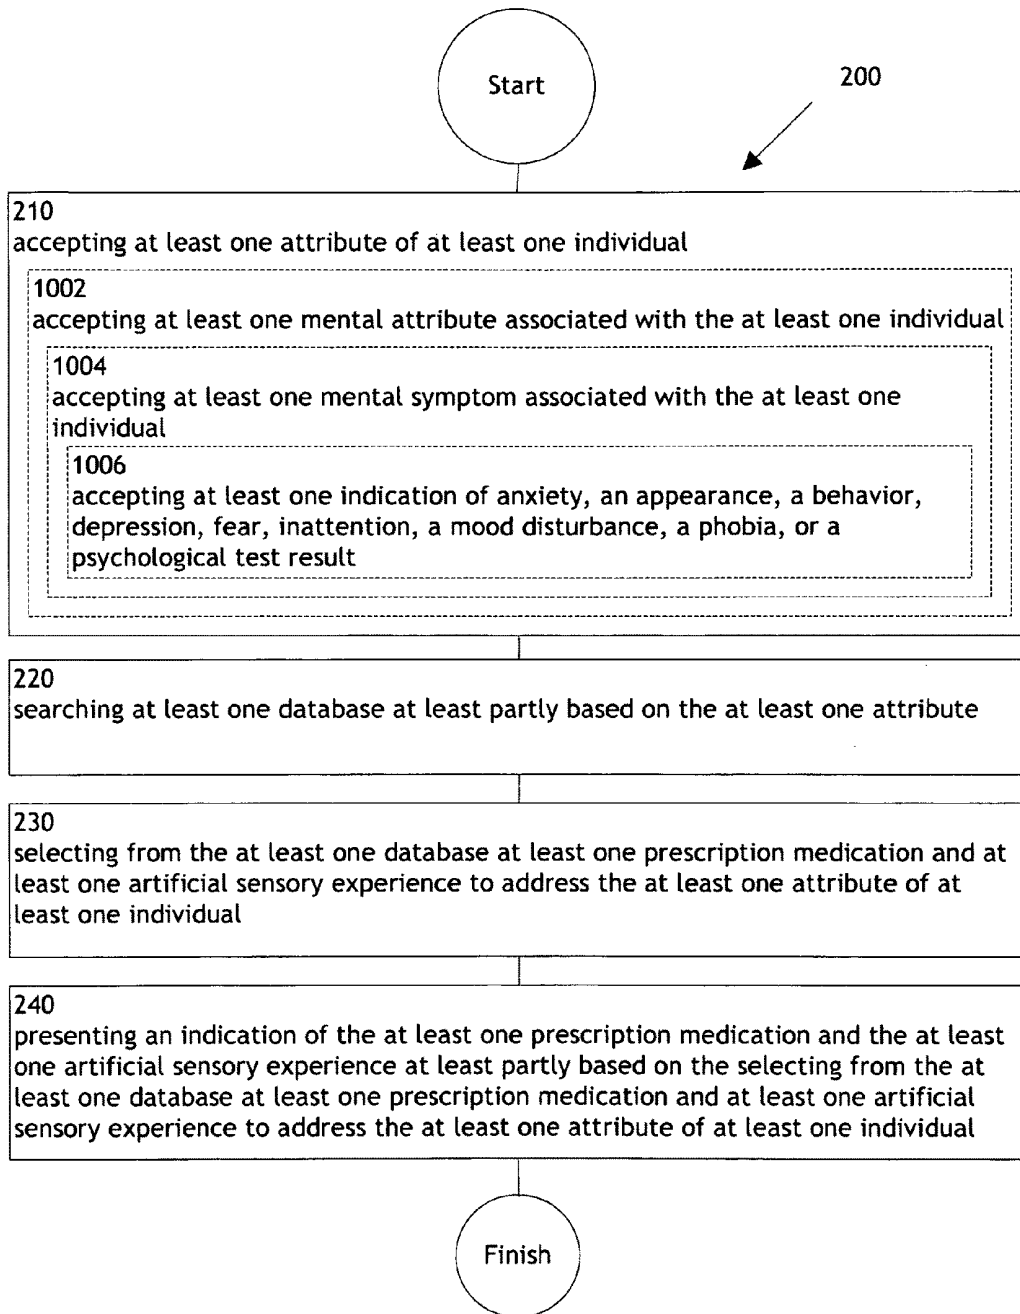 Start
200
210
accepting at least one attribute of at least one individual
1002
accepting at least one mental attribute associated with the at least one individual
1004
accepting at least one mental symptom associated with the at least one
individual
1006
accepting at least one indication of anxiety, an appearance, a behavior,
depression, fear, inattention, a mood disturbance, a phobia, or a
psychological test result
220
searching at least one database at least partly based on the at least one attribute
230
selecting from the at least one database at least one prescription medication and at
least one artificial sensory experience to address the at least one attribute of at
least one individual
240
presenting an indication of the at least one prescription medication and the at least
one artificial sensory experience at least partly based on the selecting from the at
least one database at least one prescription medication and at least one artificial
sensory experience to address the at least one attribute of at least one individual
Finish